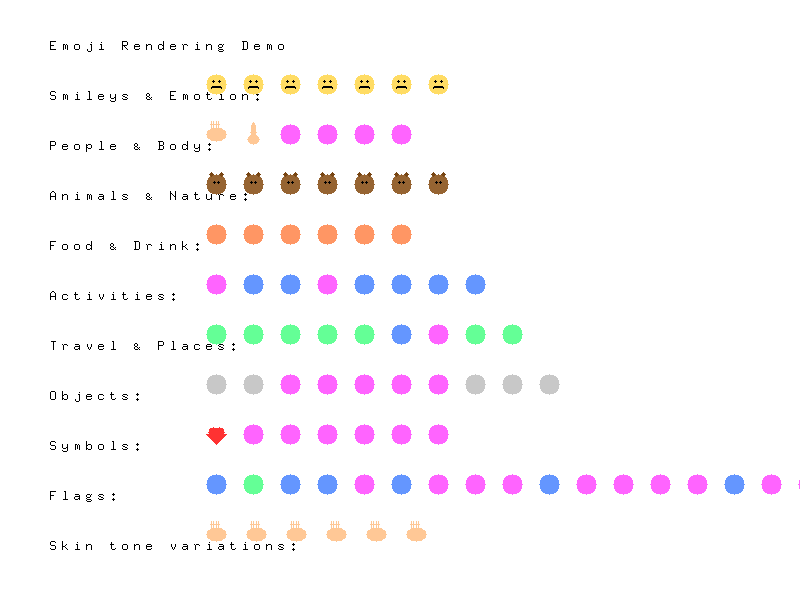 Emoji Rendering Demo
Smileys & Emotion:
People & Body:
Animals & Nature:
Food & Drink:
Activities:
Travel & Places:
Objects:
Symbols:
Flags:
Skin tone variations: